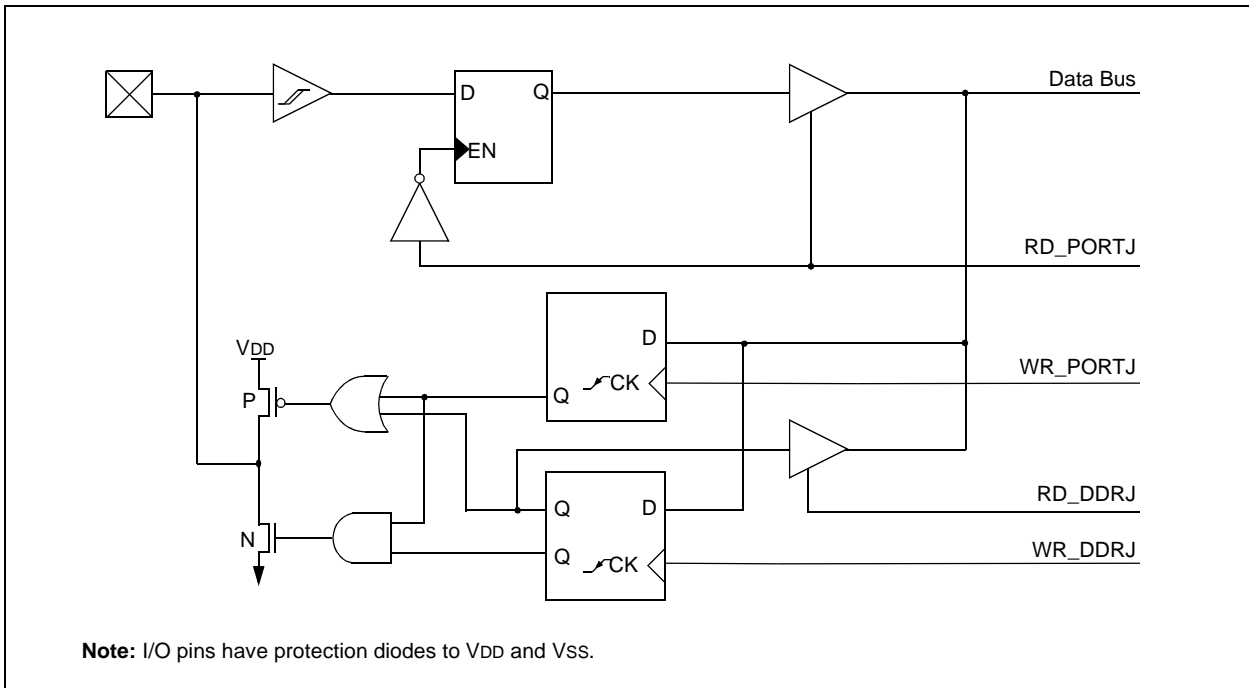 Data Bus
D
Q
EN
RD_PORTJ
D
VDD
WR_PORTJ
CK
Q
P
RD_DDRJ
Q
D
N
WR_DDRJ
Q
CK
Note: I/O pins have protection diodes to VDD and VSS.